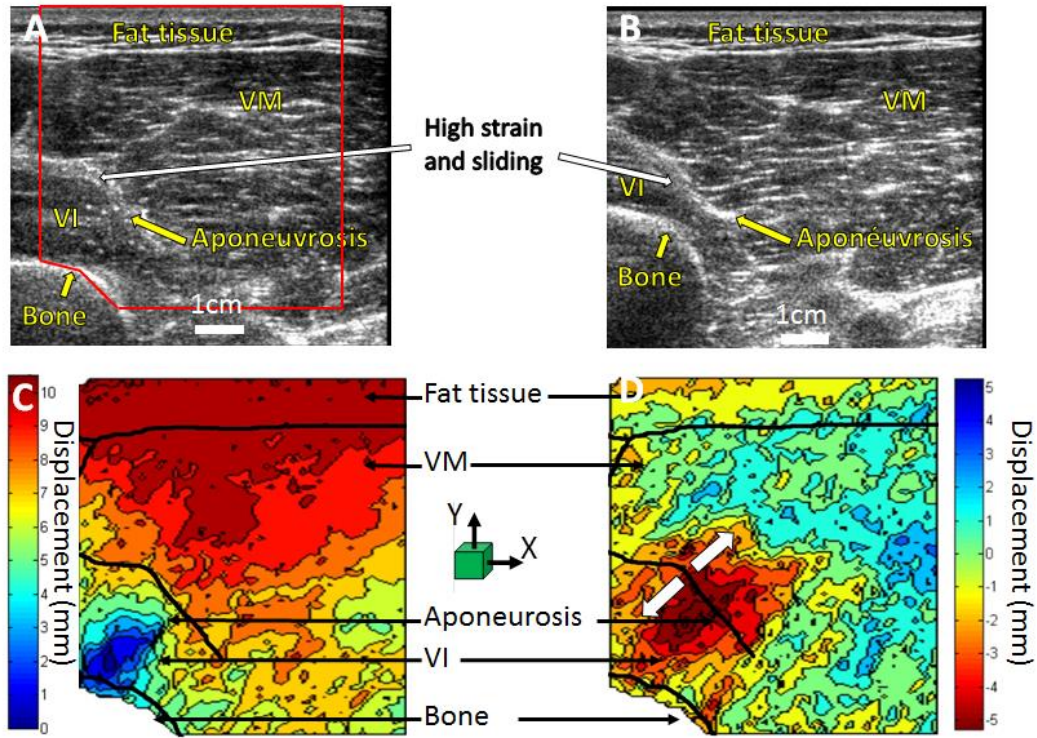 A
Fat tissue
VM
VI
Aponeuvrosis
Bone
1cm
High strain
and sliding
B
Fat tissue
VM
VI
Aponéuvrosis
Bone
1cm
C
Displacement (mm)
10
9
8
7
6
5
4
3
2
1
0
Fat tissue
VM
Y
X
Aponeurosis
VI
Bone
D
5
3
2
1
-0
-1
-2
-3
-5
Displacement (mm)